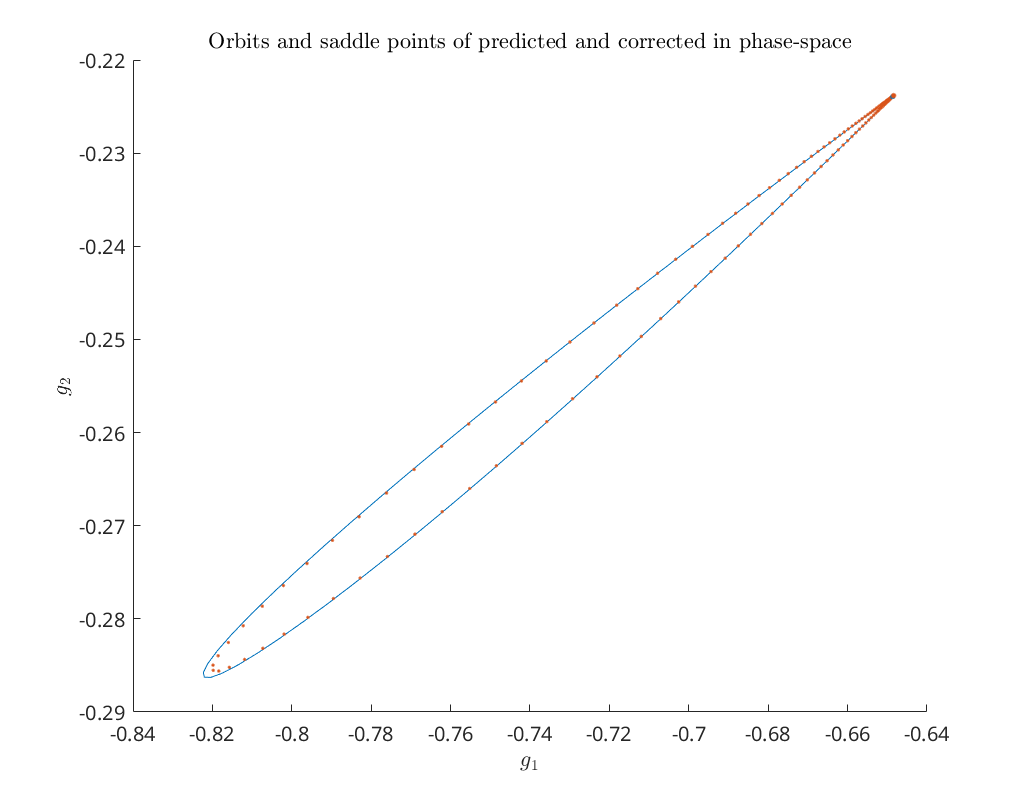 Orbits and saddle points of predicted and corrected in phase-space
-0.22
-0.23
-0.24
-0.25
-0.26
-0.27
-0.28
-0.29
g₂
-0.84 -0.82 -0.8 -0.78 -0.76 -0.74 -0.72 -0.7 -0.68 -0.66 -0.64
g₁